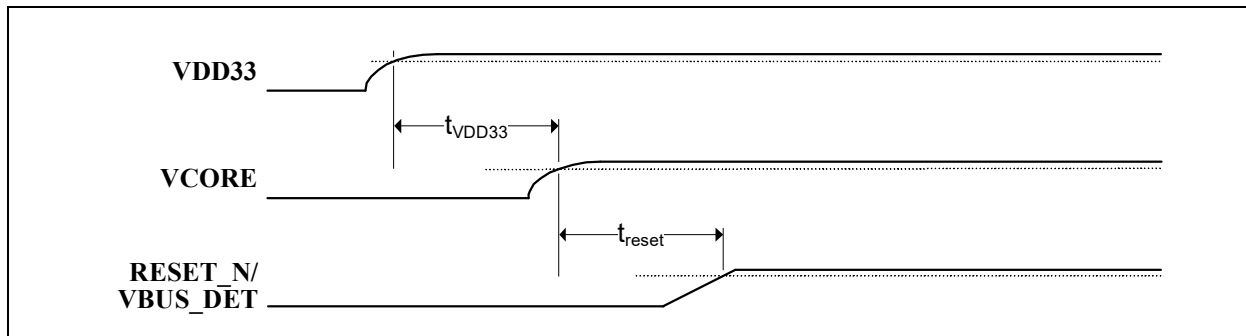 VDD33
tVDD33
VCORE
treset
RESET_N/
VBUS_DET